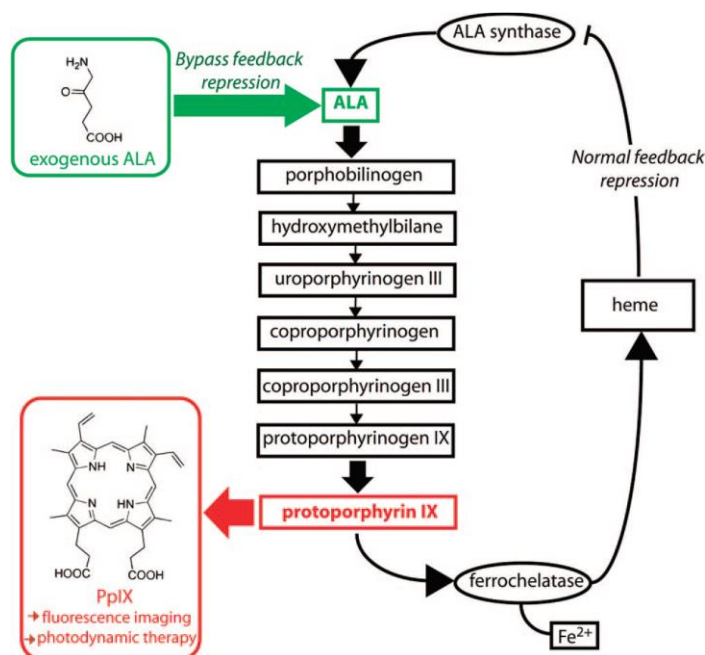 ALA synthase
Bypass feedback
repression
H₂N
O
COOH
exogenous ALA
ALA
porphobilinogen
hydroxymethylbilane
uroporphyrinogen III
coproporphyrinogen
coproporphyrinogen III
protoporphyrinogen IX
protoporphyrin IX
Normal feedback
repression
heme
ferrochelatase
Fe²⁺
NH
N
N
HN
HOOC
COOH
PpIX
fluorescence imaging
photodynamic therapy